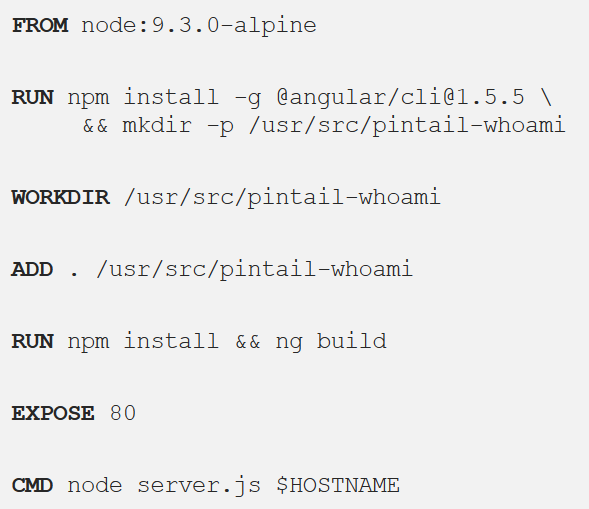 FROM node:9.3.0-alpine
RUN npm install -g @angular/cli@1.5.5 \
&& mkdir -p /usr/src/pintail-whoami
WORKDIR /usr/src/pintail-whoami
ADD . /usr/src/pintail-whoami
RUN npm install && ng build
EXPOSE 80
CMD node server.js $HOSTNAME